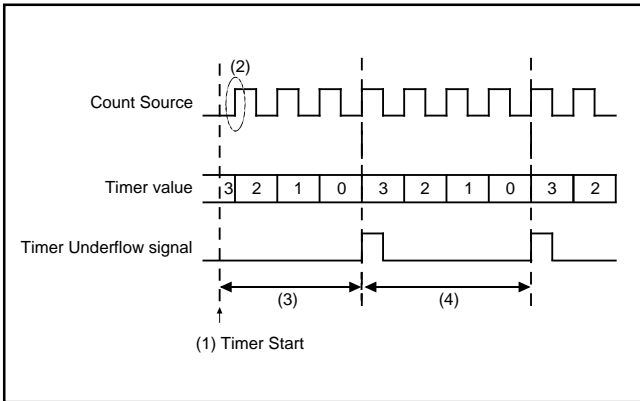 (2)
Count Source
Timer value 3 2 1 0 3 2 1 0 3 2
Timer Underflow signal
(3) (4)
(1) Timer Start